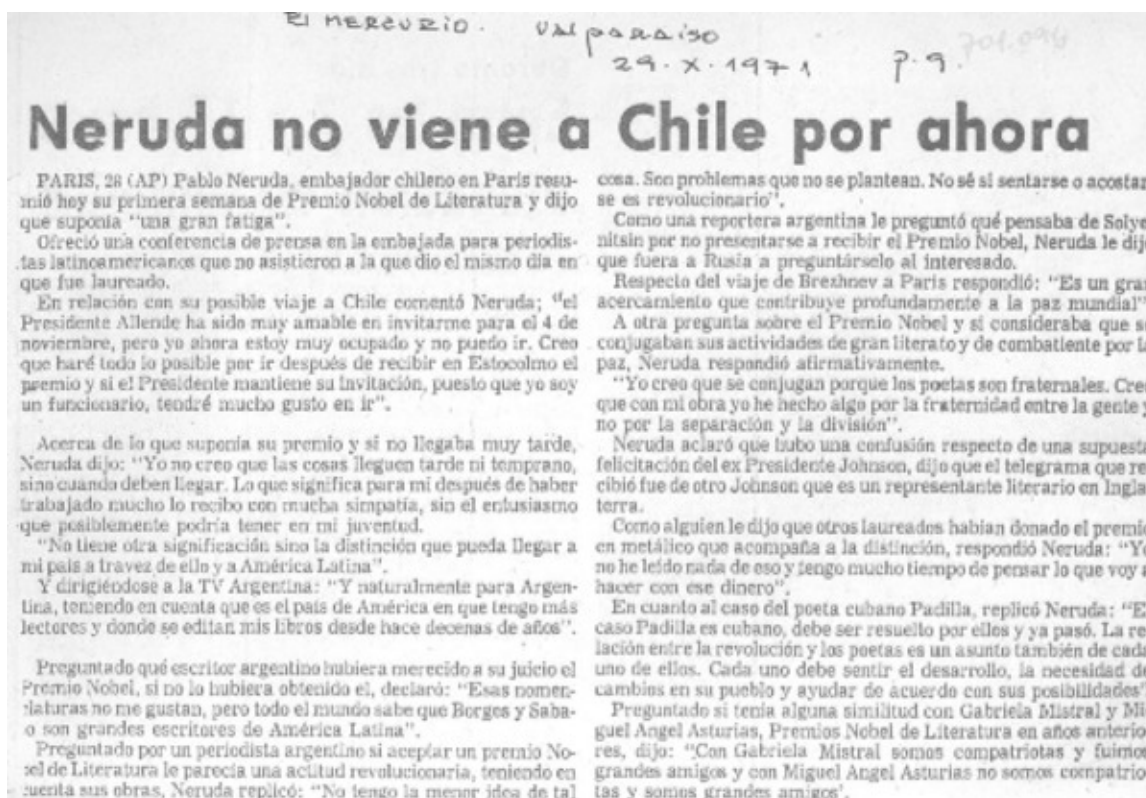 El MERCURIO. Valparaiso 701.094
29.X.1971 p.9.
Neruda no viene a Chile por ahora
PARIS, 28 (AP) Pablo Neruda, embajador chileno en París resu-
mió hoy su primera semana de Premio Nobel de Literatura y dijo
que suponía "una gran fatiga".
Ofreció una conferencia de prensa en la embajada para periodis-
tas latinoamericanos que no asistieron a la que dio el mismo día en
que fue laureado.
En relación con su posible viaje a Chile comentó Neruda; "el
Presidente Allende ha sido muy amable en invitarme para el 4 de
noviembre, pero yo ahora estoy muy ocupado y no puedo ir. Creo
que haré todo lo posible por ir después de recibir en Estocolmo el
premio y si el Presidente mantiene su invitación, puesto que yo soy
un funcionario, tendré mucho gusto en ir".
Acerca de lo que suponía su premio y si no llegaba muy tarde,
Neruda dijo: "Yo no creo que las cosas lleguen tarde ni temprano,
sino cuando deben llegar. Lo que significa para mi después de haber
trabajado mucho lo recibo con mucha simpatía, sin el entusiasmo
que posiblemente podría tener en mi juventud.
"No tiene otra significación sino la distinción que pueda llegar a
mi país a travez de ello y a América Latina".
Y dirigiéndose a la TV Argentina: "Y naturalmente para Argen-
tina, teniendo en cuenta que es el país de América en que tengo más
lectores y donde se editan mis libros desde hace decenas de años".
Preguntado qué escritor argentino hubiera merecido a su juicio el
Premio Nobel, si no lo hubiera obtenido el, declaró: "Esas nomen-
laturas no me gustan, pero todo el mundo sabe que Borges y Saba-
o son grandes escritores de América Latina".
Preguntado por un periodista argentino si aceptar un premio No-
bel de Literatura le parecía una actitud revolucionaria, teniendo en
cuenta sus obras, Neruda replicó: "No tengo la menor idea de tal
cosa. Son problemas que no se plantean. No sé si sentarse o acostar
se es revolucionario".
Como una reportera argentina le preguntó qué pensaba de Solye
nitsin por no presentarse a recibir el Premio Nobel, Neruda le dijo
que fuera a Rusia a preguntárselo al interesado.
Respecto del viaje de Brezhnev a París respondió: "Es un gran
acercamiento que contribuye profundamente a la paz mundial"
A otra pregunta sobre el Premio Nobel y si consideraba que se
conjugaban sus actividades de gran literato y de combatiente por la
paz, Neruda respondió afirmativamente.
"Yo creo que se conjugan porque los poetas son fraternales. Creo
que con mi obra yo he hecho algo por la fraternidad entre la gente y
no por la separación y la división".
Neruda aclaró que hubo una confusión respecto de una supuesta
felicitación del ex Presidente Johnson, dijo que el telegrama que re
cibió fue de otro Johnson que es un representante literario en Ingla
terra.
Como alguien le dijo que otros laureados habían donado el premio
en metálico que acompaña a la distinción, respondió Neruda: "Yo
no he leído nada de eso y tengo mucho tiempo de pensar lo que voy a
hacer con ese dinero".
En cuanto al caso del poeta cubano Padilla, replicó Neruda: "El
caso Padilla es cubano, debe ser resuelto por ellos y ya pasó. La re
lación entre la revolución y los poetas es un asunto también de cada
uno de ellos. Cada uno debe sentir el desarrollo, la necesidad de
cambios en su pueblo y ayudar de acuerdo con sus posibilidades"
Preguntado si tenía alguna similitud con Gabriela Mistral y Mi
guel Angel Asturias, Premios Nobel de Literatura en años anterio
res, dijo: "Con Gabriela Mistral somos compatriotas y fuimos
grandes amigos y con Miguel Angel Asturias no somos compatrio
tas y somos grandes amigos'.